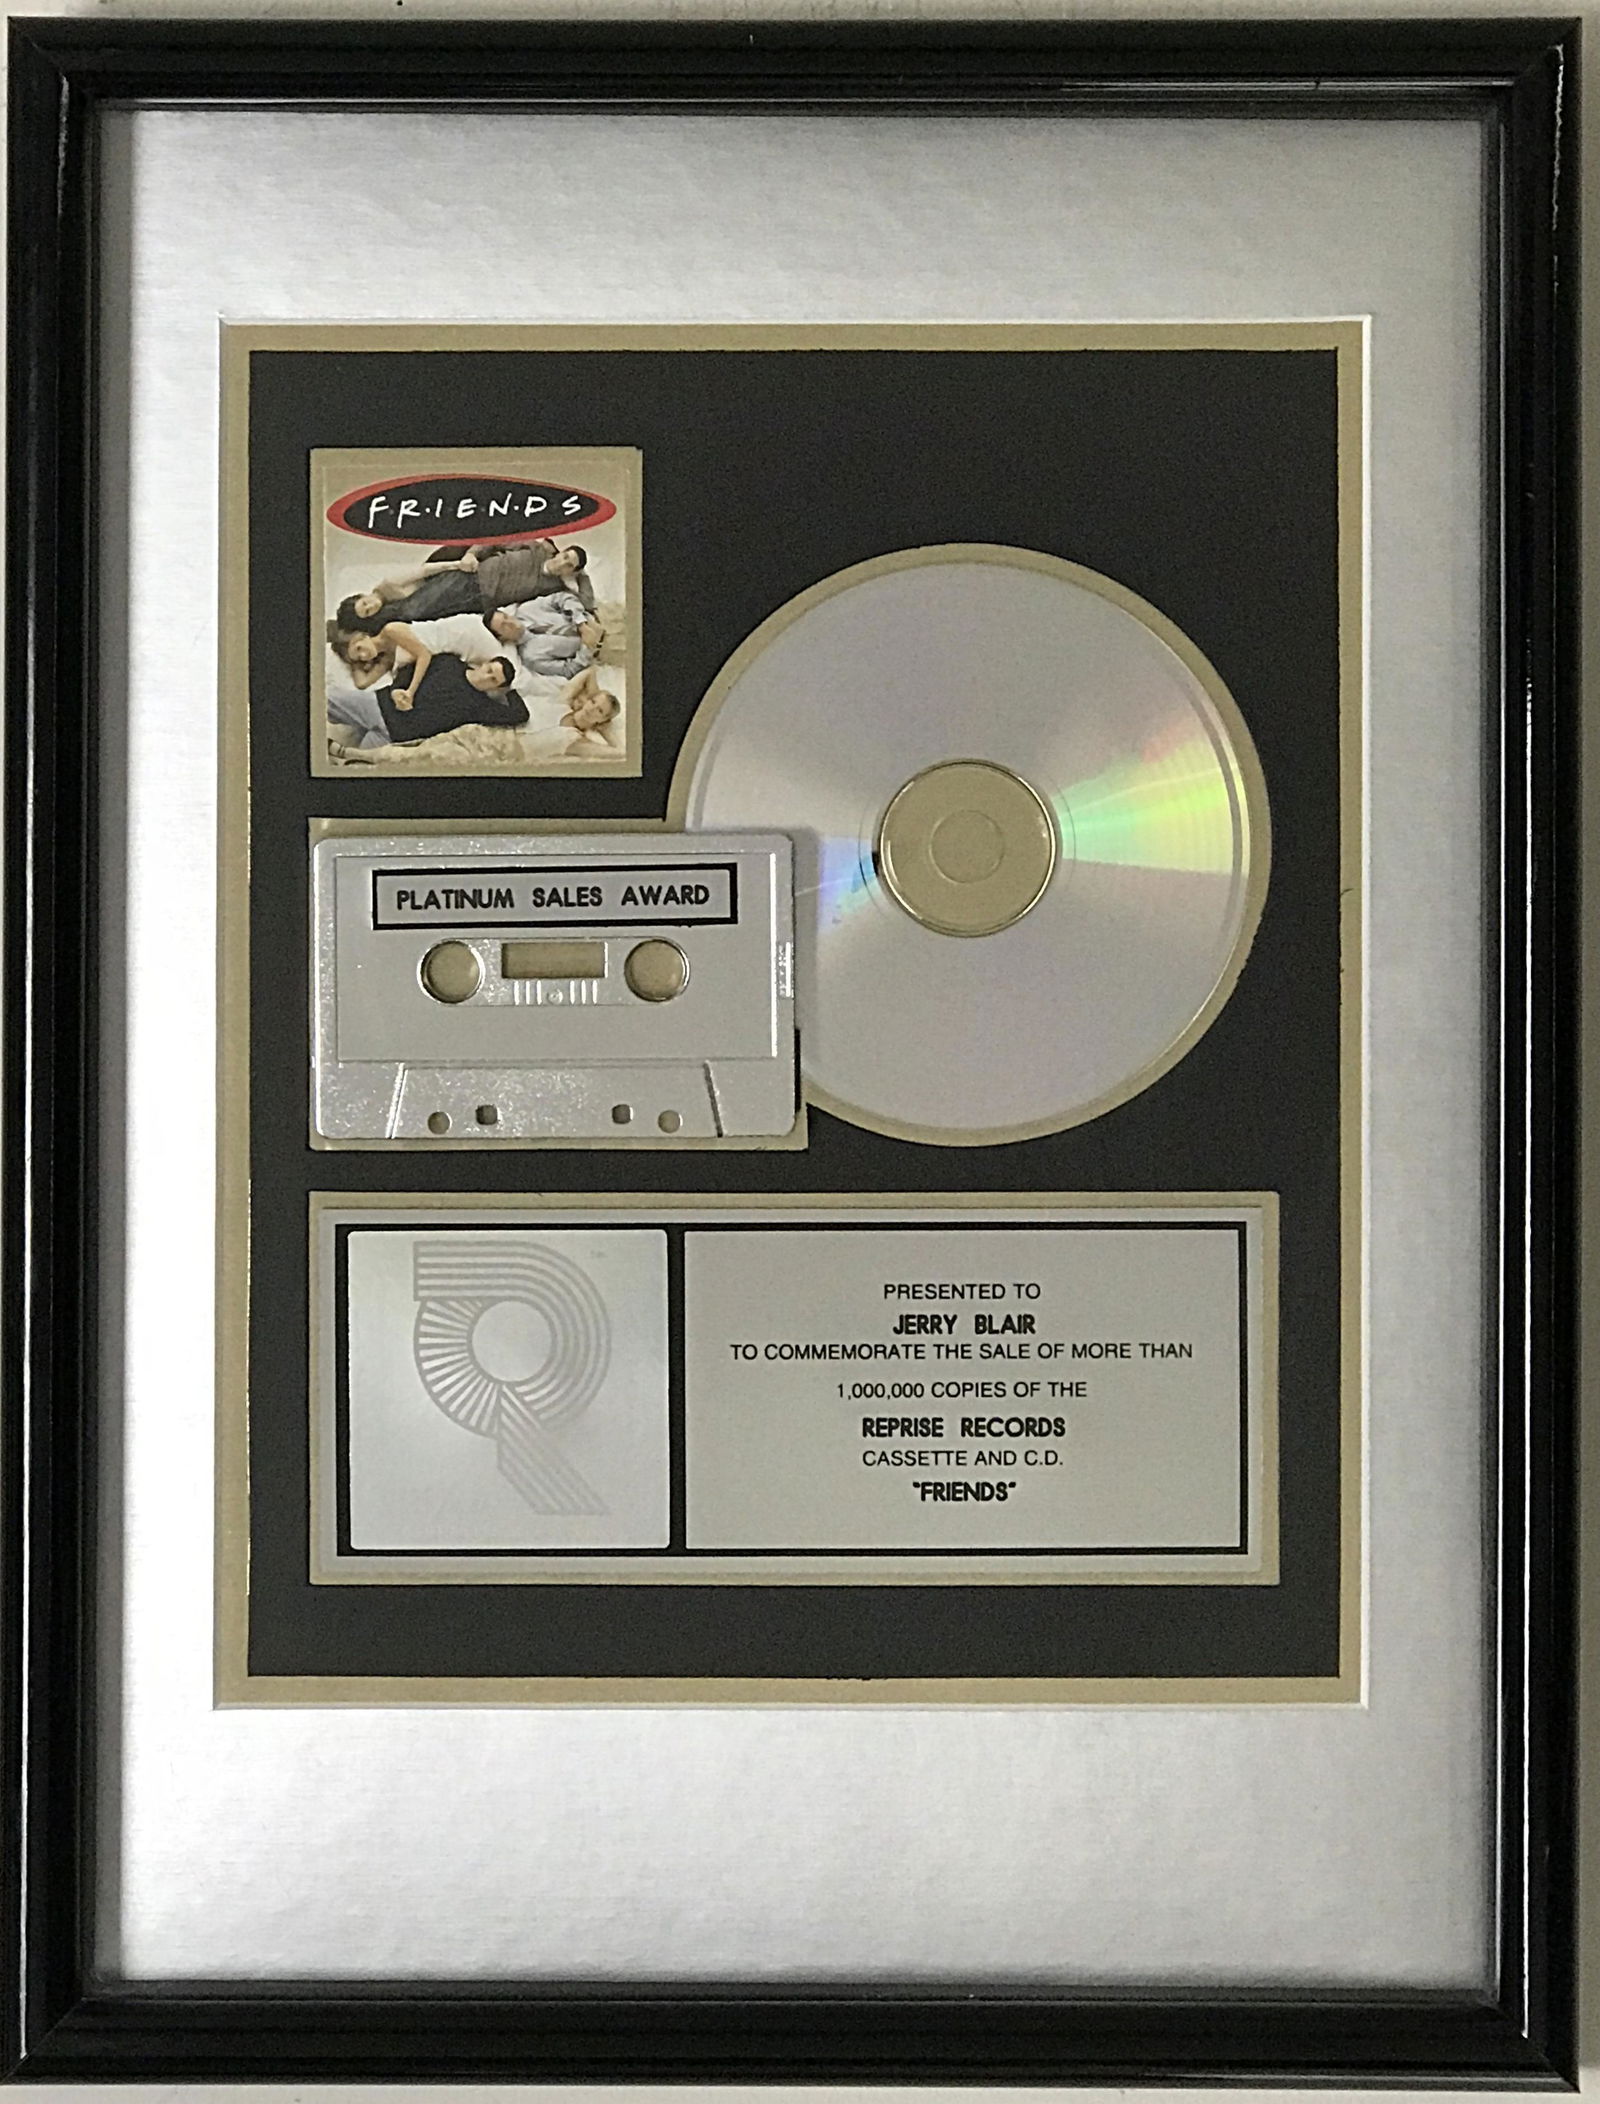 F·R·I·E·N·D·S
PLATINUM SALES AWARD
PRESENTED TO
JERRY BLAIR
TO COMMEMORATE THE SALE OF MORE THAN
1,000,000 COPIES OF THE
REPRISE RECORDS
CASSETTE AND C.D.
"FRIENDS"